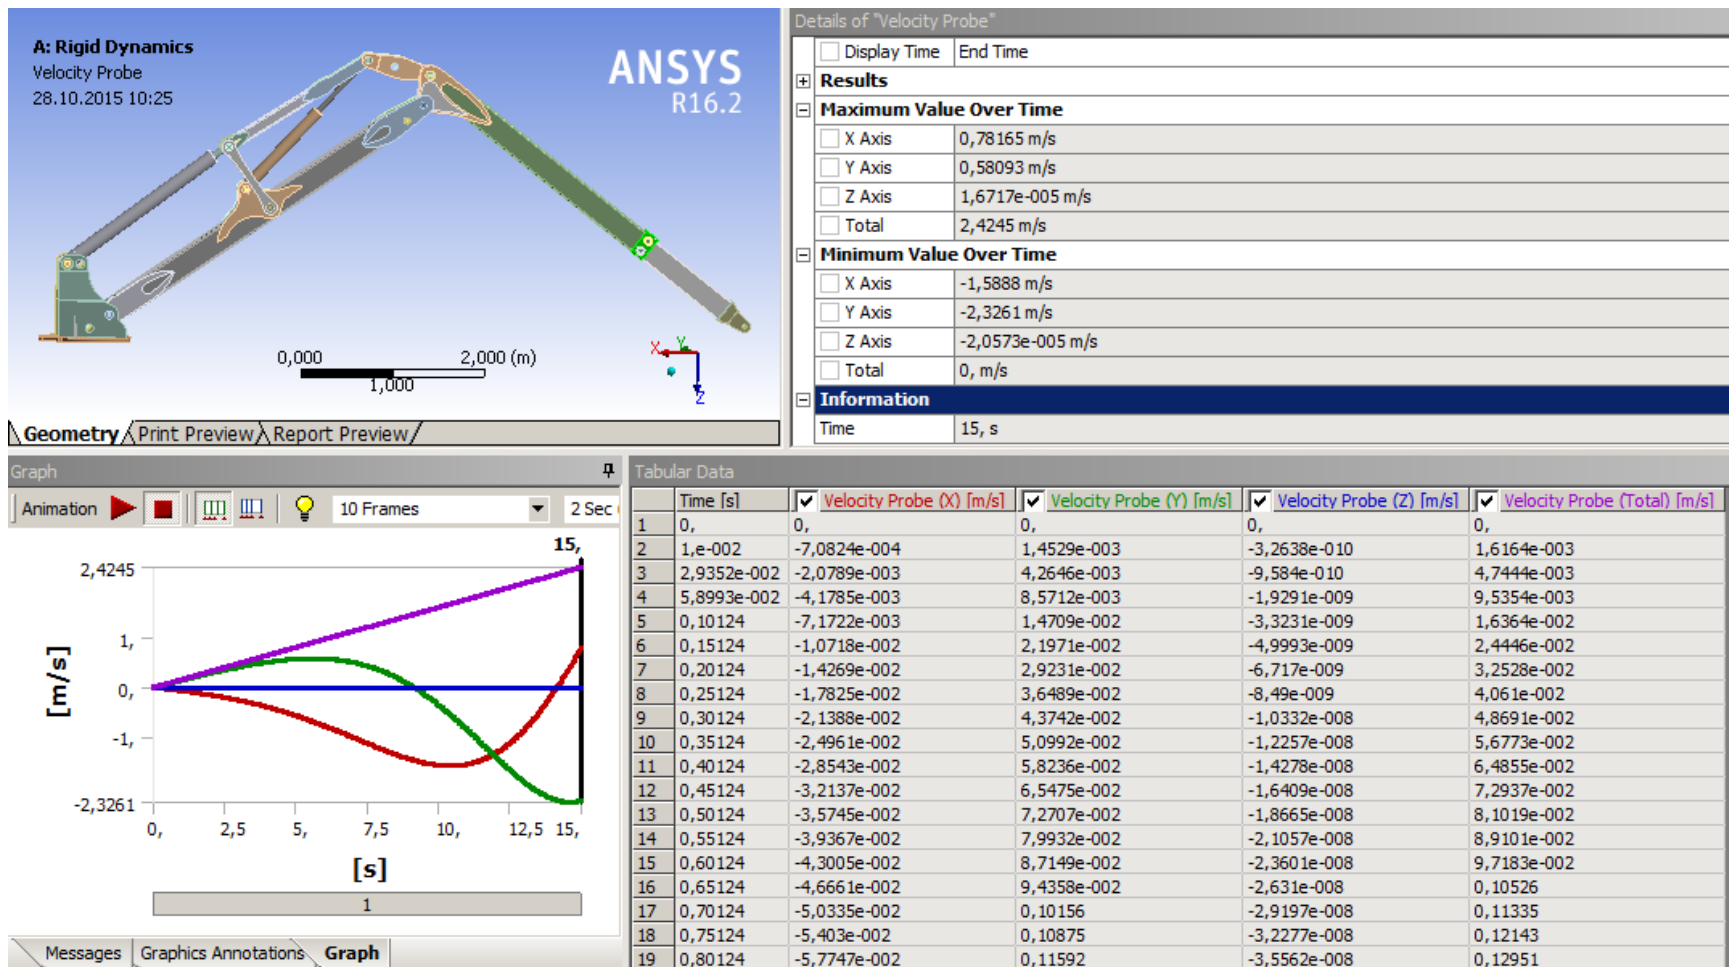 A: Rigid Dynamics
Velocity Probe
28.10.2015 10:25
ANSYS
R16.2
0,000 2,000 (m)
1,000
X Y
Z
Geometry Print Preview Report Preview
Details of "Velocity Probe"
Display Time End Time
Results
Maximum Value Over Time
X Axis 0,78165 m/s
Y Axis 0,58093 m/s
Z Axis 1,6717e-005 m/s
Total 2,4245 m/s
Minimum Value Over Time
X Axis -1,5888 m/s
Y Axis -2,3261 m/s
Z Axis -2,0573e-005 m/s
Total 0, m/s
Information
Time 15, s
Graph
Animation 10 Frames 2 Sec
15,
2,4245
1,
0,
-1,
-2,3261
[m/s]
0, 2,5 5, 7,5 10, 12,5 15,
[s]
1
Messages Graphics Annotations Graph
Tabular Data
Time [s] Velocity Probe (X) [m/s] Velocity Probe (Y) [m/s] Velocity Probe (Z) [m/s] Velocity Probe (Total) [m/s]
1 0, 0, 0, 0, 0,
2 1,e-002 -7,0824e-004 1,4529e-003 -3,2638e-010 1,6164e-003
3 2,9352e-002 -2,0789e-003 4,2646e-003 -9,584e-010 4,7444e-003
4 5,8993e-002 -4,1785e-003 8,5712e-003 -1,9291e-009 9,5354e-003
5 0,10124 -7,1722e-003 1,4709e-002 -3,3231e-009 1,6364e-002
6 0,15124 -1,0718e-002 2,1971e-002 -4,9993e-009 2,4446e-002
7 0,20124 -1,4269e-002 2,9231e-002 -6,717e-009 3,2528e-002
8 0,25124 -1,7825e-002 3,6489e-002 -8,49e-009 4,061e-002
9 0,30124 -2,1388e-002 4,3742e-002 -1,0332e-008 4,8691e-002
10 0,35124 -2,4961e-002 5,0992e-002 -1,2257e-008 5,6773e-002
11 0,40124 -2,8543e-002 5,8236e-002 -1,4278e-008 6,4855e-002
12 0,45124 -3,2137e-002 6,5475e-002 -1,6409e-008 7,2937e-002
13 0,50124 -3,5745e-002 7,2707e-002 -1,8665e-008 8,1019e-002
14 0,55124 -3,9367e-002 7,9932e-002 -2,1057e-008 8,9101e-002
15 0,60124 -4,3005e-002 8,7149e-002 -2,3601e-008 9,7183e-002
16 0,65124 -4,6661e-002 9,4358e-002 -2,631e-008 0,10526
17 0,70124 -5,0335e-002 0,10156 -2,9197e-008 0,11335
18 0,75124 -5,403e-002 0,10875 -3,2277e-008 0,12143
19 0,80124 -5,7747e-002 0,11592 -3,5562e-008 0,12951